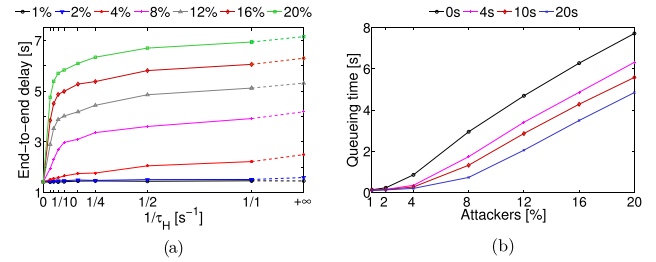 1% 2% 4% 8% 12% 16% 20%
End-to-end delay [s]
7
5
3
1
0 1/10 1/4 1/2 1/1 +∞
1/τH [s⁻¹]
(a)
0s 4s 10s 20s
Queueing time [s]
8
6
4
2
0
1 2 4 8 12 16 20
Attackers [%]
(b)